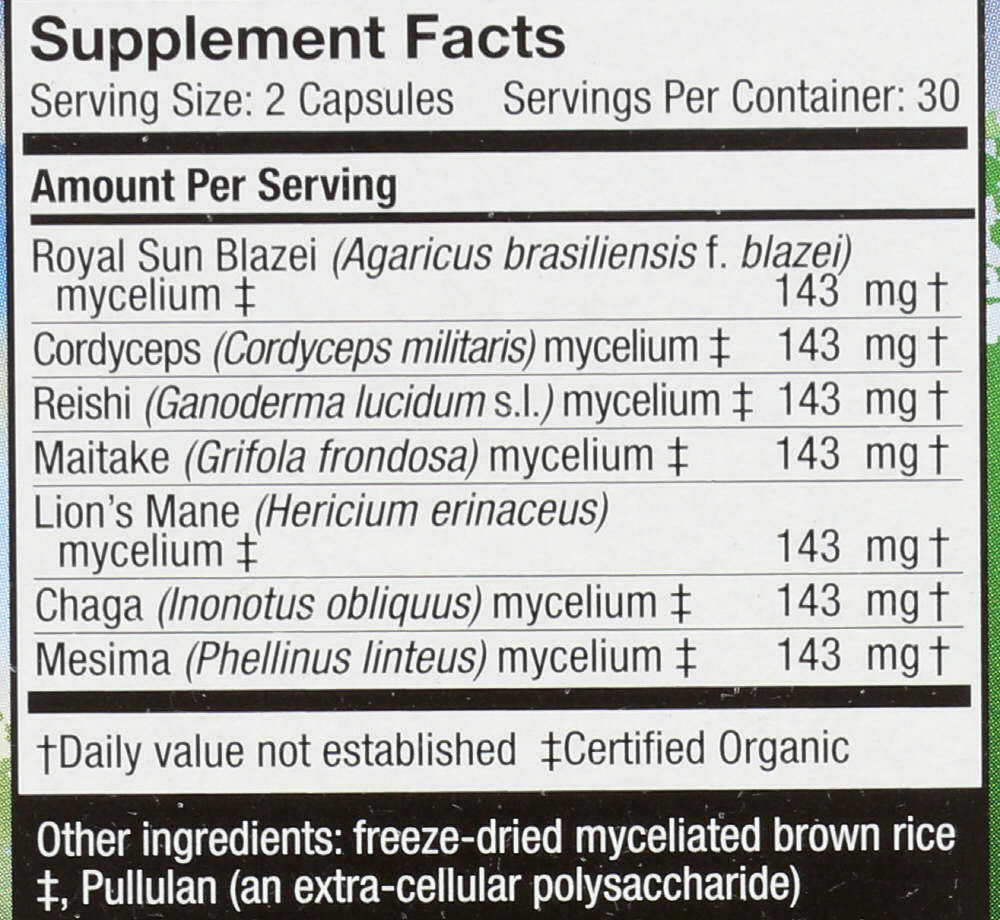 Supplement Facts
Serving Size: 2 Capsules Servings Per Container: 30
Amount Per Serving
Royal Sun Blazei (Agaricus brasiliensis f. blazei)
mycelium ‡ 143 mg †
Cordyceps (Cordyceps militaris) mycelium ‡ 143 mg †
Reishi (Ganoderma lucidum s.l.) mycelium ‡ 143 mg †
Maitake (Grifola frondosa) mycelium ‡ 143 mg †
Lion's Mane (Hericium erinaceus)
mycelium ‡ 143 mg †
Chaga (Inonotus obliquus) mycelium ‡ 143 mg †
Mesima (Phellinus linteus) mycelium ‡ 143 mg †
†Daily value not established ‡Certified Organic
Other ingredients: freeze-dried myceliated brown rice
‡, Pullulan (an extra-cellular polysaccharide)